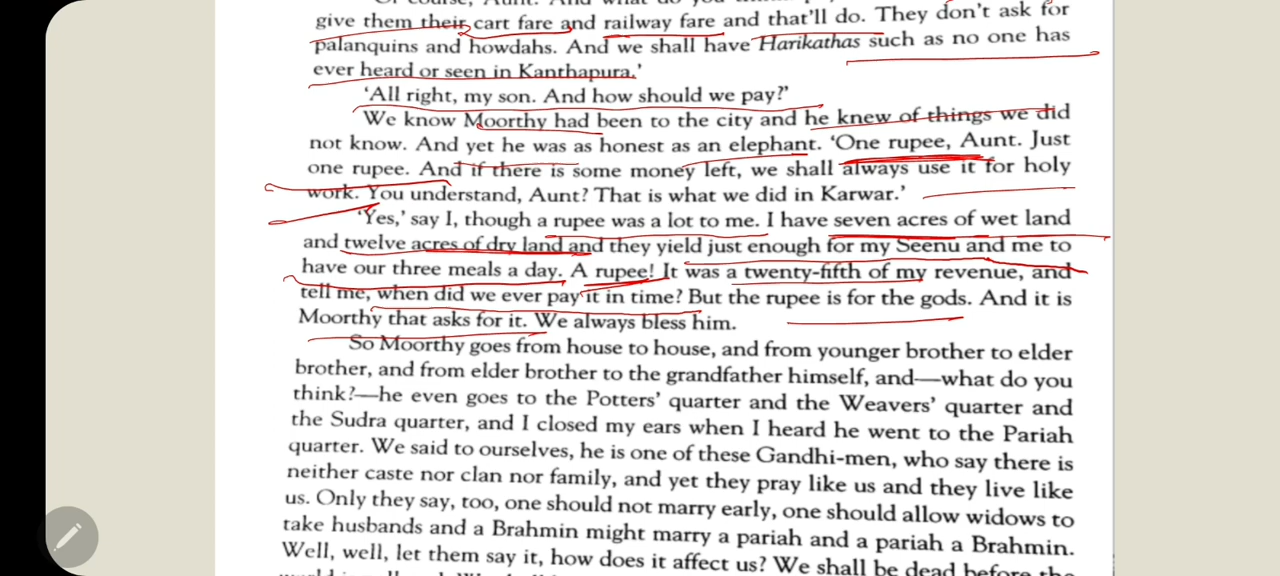 give them their cart fare and railway fare and that'll do. They don't ask for
palanquins and howdahs. And we shall have Harikathas such as no one has
ever heard or seen in Kanthapura.'
'All right, my son. And how should we pay?'
We know Moorthy had been to the city and he knew of things we did
not know. And yet he was as honest as an elephant. 'One rupee, Aunt. Just
one rupee. And if there is some money left, we shall always use it for holy
work. You understand, Aunt? That is what we did in Karwar.'
'Yes,' say I, though a rupee was a lot to me. I have seven acres of wet land
and twelve acres of dry land and they yield just enough for my Seenu and me to
have our three meals a day. A rupee! It was a twenty-fifth of my revenue, and
tell me, when did we ever pay it in time? But the rupee is for the gods. And it is
Moorthy that asks for it. We always bless him.
So Moorthy goes from house to house, and from younger brother to elder
brother, and from elder brother to the grandfather himself, and—what do you
think?—he even goes to the Potters' quarter and the Weavers' quarter and
the Sudra quarter, and I closed my ears when I heard he went to the Pariah
quarter. We said to ourselves, he is one of these Gandhi-men, who say there is
neither caste nor clan nor family, and yet they pray like us and they live like
us. Only they say, too, one should not marry early, one should allow widows to
take husbands and a Brahmin might marry a pariah and a pariah a Brahmin.
Well, well, let them say it, how does it affect us? We shall be dead before the